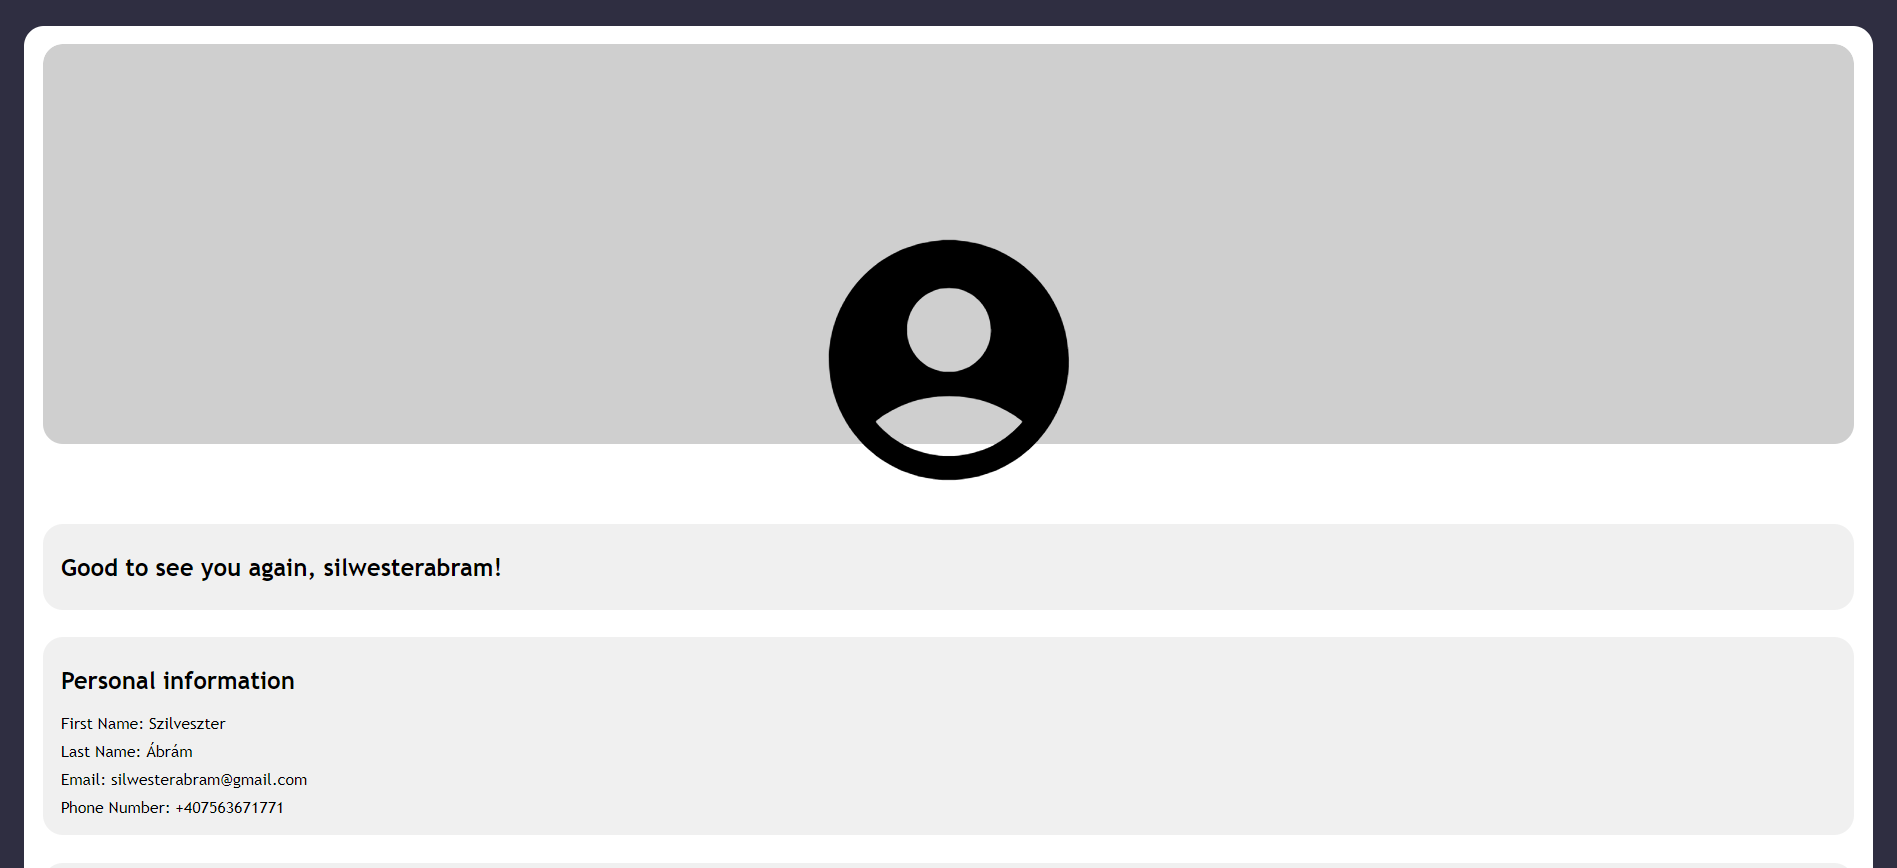 Good to see you again, silwesterabram!
Personal information
First Name: Szilveszter
Last Name: Ábrám
Email: silwesterabram@gmail.com
Phone Number: +407563671771